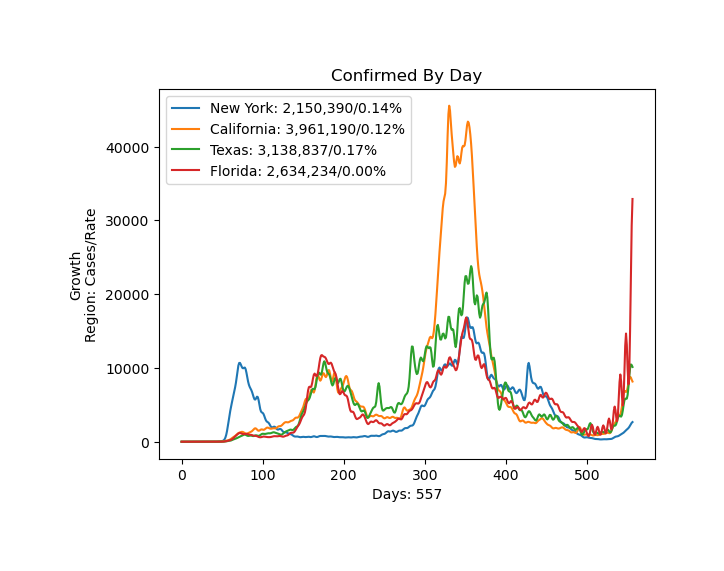 Confirmed By Day
New York: 2,150,390/0.14%
California: 3,961,190/0.12%
Texas: 3,138,837/0.17%
Florida: 2,634,234/0.00%
Growth
Region: Cases/Rate
40000
30000
20000
10000
0
0 100 200 300 400 500
Days: 557